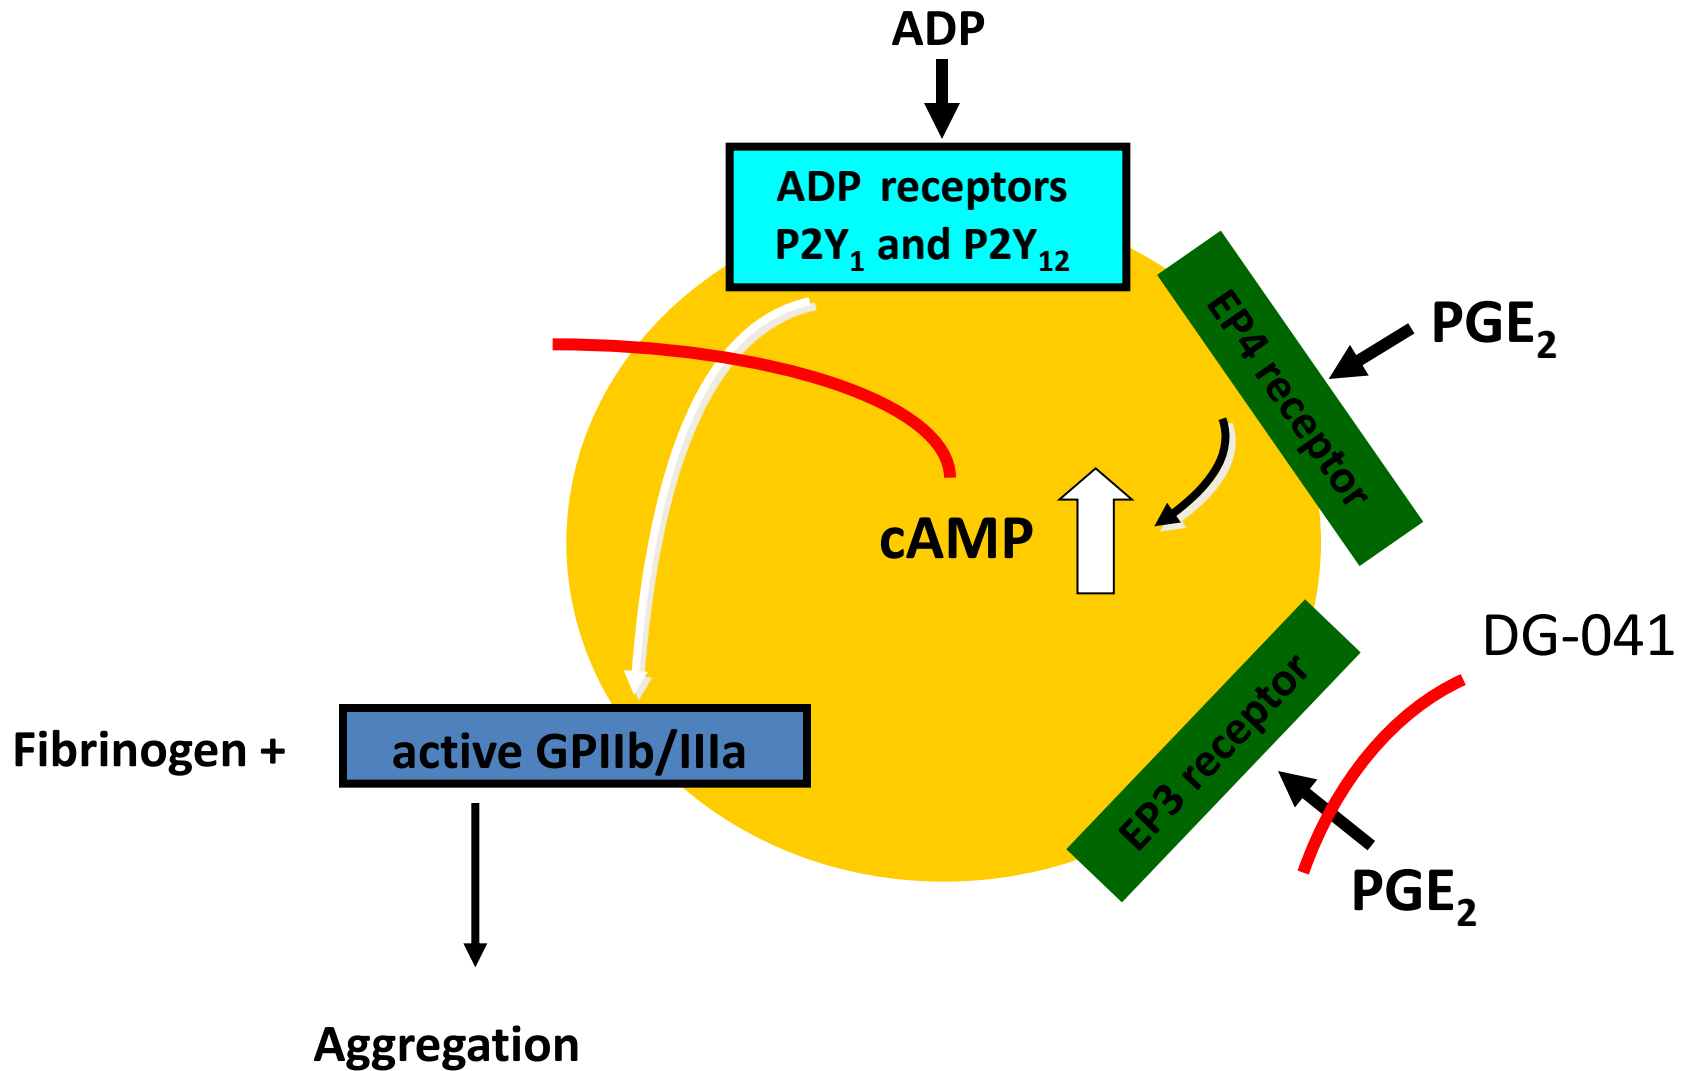 ADP
ADP receptors
P2Y₁ and P2Y₁₂
EP4 receptor
PGE₂
cAMP
DG-041
EP3 receptor
Fibrinogen +
active GPIIb/IIIa
PGE₂
Aggregation